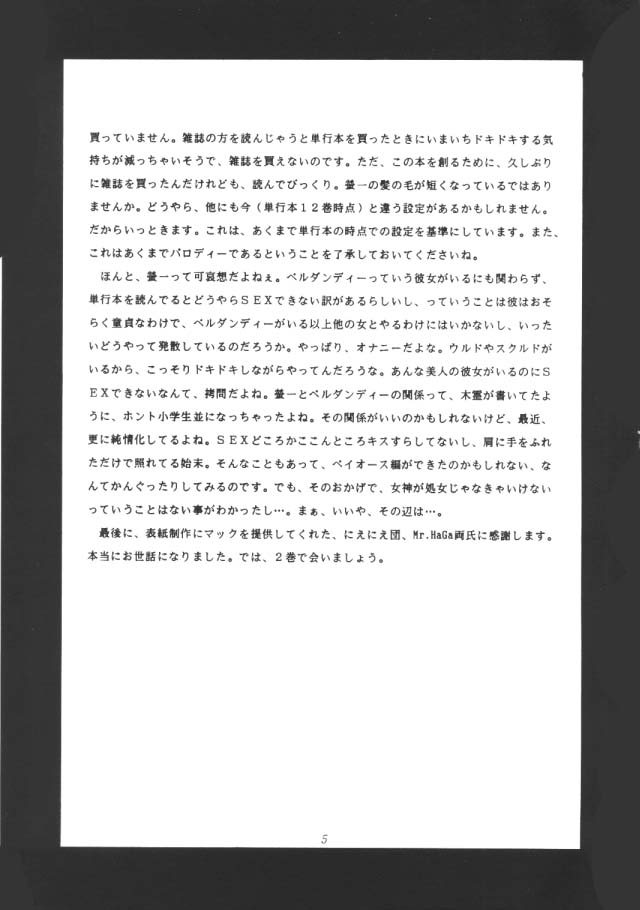 買っていません。雑誌の方を読んじゃうと単行本を買ったときにいまいちドキドキする気
持ちが減っちゃいそうで、雑誌を買えないのです。ただ、この本を創るために、久しぶり
に雑誌を買ったんだけれども、読んでびっくり。螢一の髪の毛が短くなっているではあり
ませんか。どうやら、他にも今（単行本１２巻時点）と違う設定があるかもしれません。
だからいっときます。これは、あくまで単行本の時点での設定を基準にしています。また、
これはあくまでパロディーであるということを了承しておいてくださいね。
　ほんと、螢一って可哀想だよねぇ。ベルダンディーっていう彼女がいるにも関わらず、
単行本を読んでるとどうやらＳＥＸできない訳があるらしいし、っていうことは彼はおそ
らく童貞なわけで、ベルダンディーがいる以上他の女とやるわけにはいかないし、いった
いどうやって発散しているのだろうか。やっぱり、オナニーだよな。ウルドやスクルドが
いるから、こっそりドキドキしながらやってんだろうな。あんな美人の彼女がいるのにＳ
ＥＸできないなんて、拷問だよね。螢一とベルダンディーの関係って、木霊が書いてたよ
うに、ホント小学生並になっちゃったよね。その関係がいいのかもしれないけど、最近、
更に純情化してるよね。ＳＥＸどころかここんところキスすらしてないし、肩に手をふれ
ただけで照れてる始末。そんなこともあって、ペイオース編ができたのかもしれない、な
んてかんぐったりしてみるのです。でも、そのおかげで、女神が処女じゃなきゃいけない
っていうことはない事がわかったし…。まぁ、いいや、その辺は…。
　最後に、表紙制作にマックを提供してくれた、にえにえ団、Mr.HaGa両氏に感謝します。
本当にお世話になりました。では、２巻で会いましょう。
5